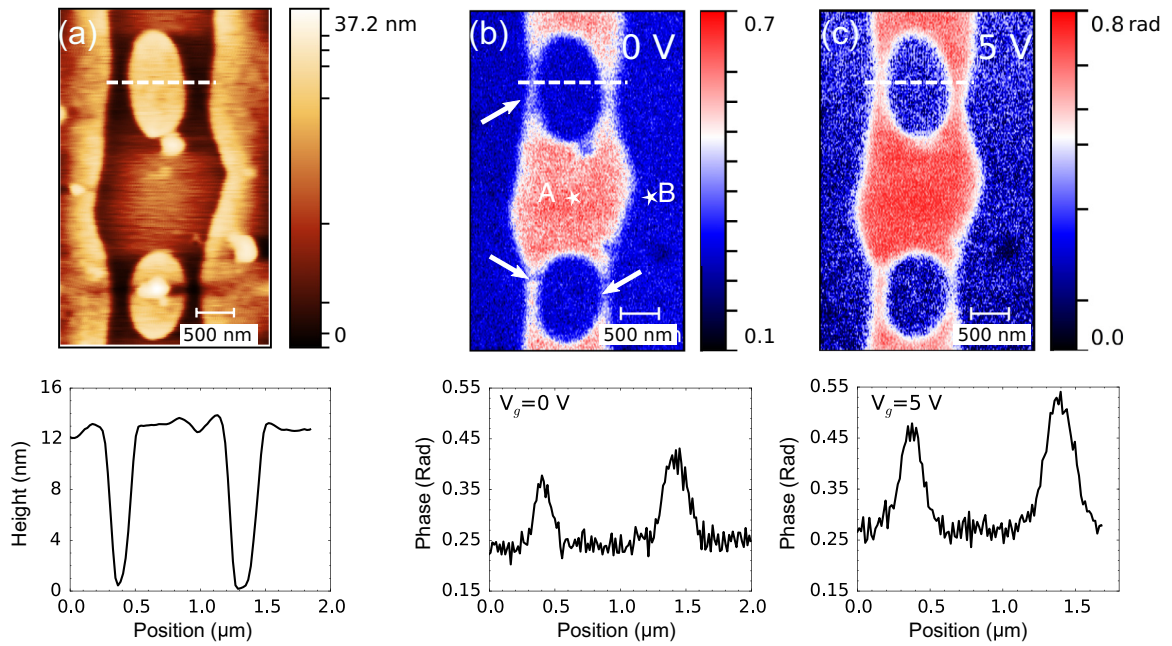 (a)
37.2 nm
0
500 nm
(b)
0 V
A
B
500 nm
0.7
0.1
(c)
5 V
500 nm
0.8 rad
0.0
16
12
8
4
0
Height (nm)
0.0 0.5 1.0 1.5 2.0
Position (µm)
V_g=0 V
0.55
0.45
0.35
0.25
0.15
Phase (Rad)
0.0 0.5 1.0 1.5 2.0
Position (µm)
V_g=5 V
0.55
0.45
0.35
0.25
0.15
Phase (Rad)
0.0 0.5 1.0 1.5
Position (µm)